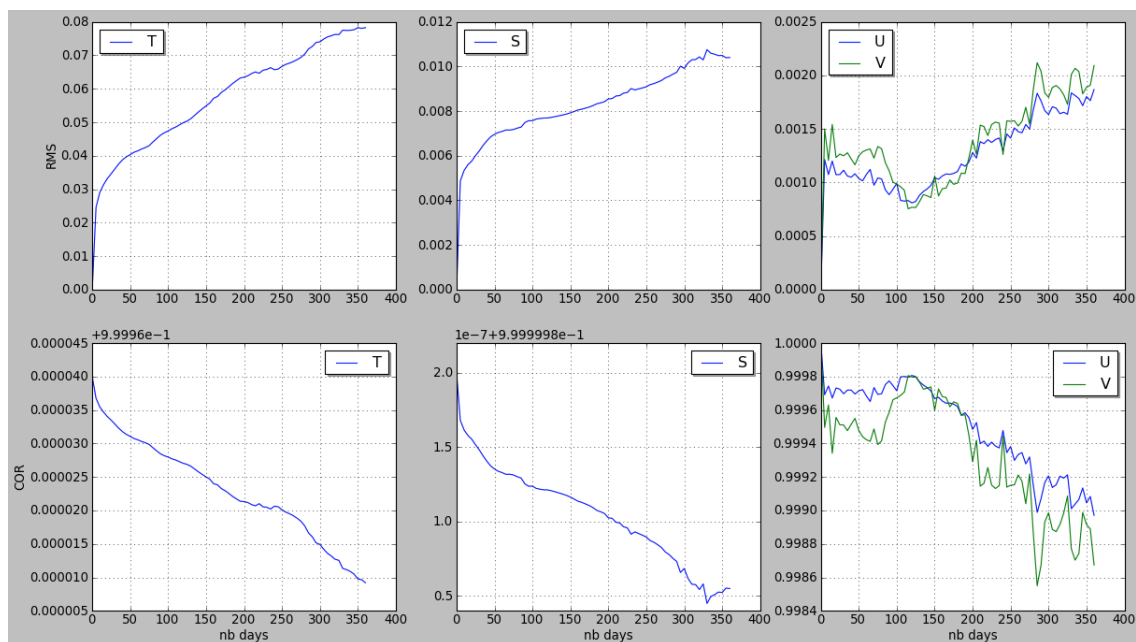 0.08
0.07
0.06
0.05
0.04
0.03
0.02
0.01
0.00
RMS
T
0 50 100 150 200 250 300 350 400
0.012
0.010
0.008
0.006
0.004
0.002
0.000
S
0 50 100 150 200 250 300 350 400
0.0025
0.0020
0.0015
0.0010
0.0005
0.0000
U
V
0 50 100 150 200 250 300 350 400
+9.9996e−1
0.000045
0.000040
0.000035
0.000030
0.000025
0.000020
0.000015
0.000010
0.000005
COR
T
0 50 100 150 200 250 300 350 400
nb days
1e−7+9.999998e−1
2.0
1.5
1.0
0.5
S
0 50 100 150 200 250 300 350 400
nb days
1.0000
0.9998
0.9996
0.9994
0.9992
0.9990
0.9988
0.9986
0.9984
U
V
0 50 100 150 200 250 300 350 400
nb days